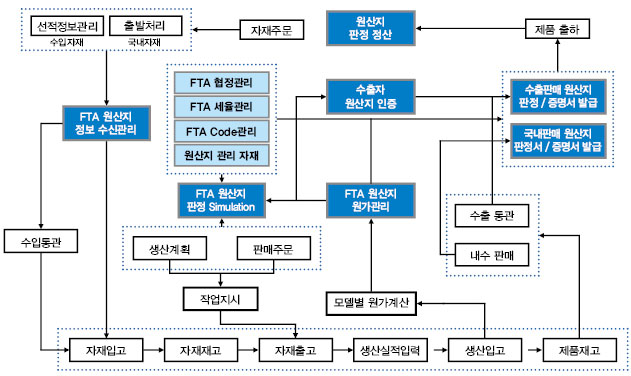 선적정보관리
수입자재
출발처리
국내자재
자재주문
원산지
판정 정산
제품 출하
FTA 협정관리
FTA 세율관리
FTA Code관리
원산지 관리 자재
수출자
원산지 인증
수출판매 원산지
판정 / 증명서 발급
국내판매 원산지
판정서 / 증명서 발급
FTA 원산지
정보 수신관리
FTA 원산지
판정 Simulation
FTA 원산지
원가관리
수출 통관
내수 판매
수입통관
생산계획
판매주문
작업지시
모델별 원가계산
자재입고
자재재고
자재출고
생산실적입력
생산입고
제품재고